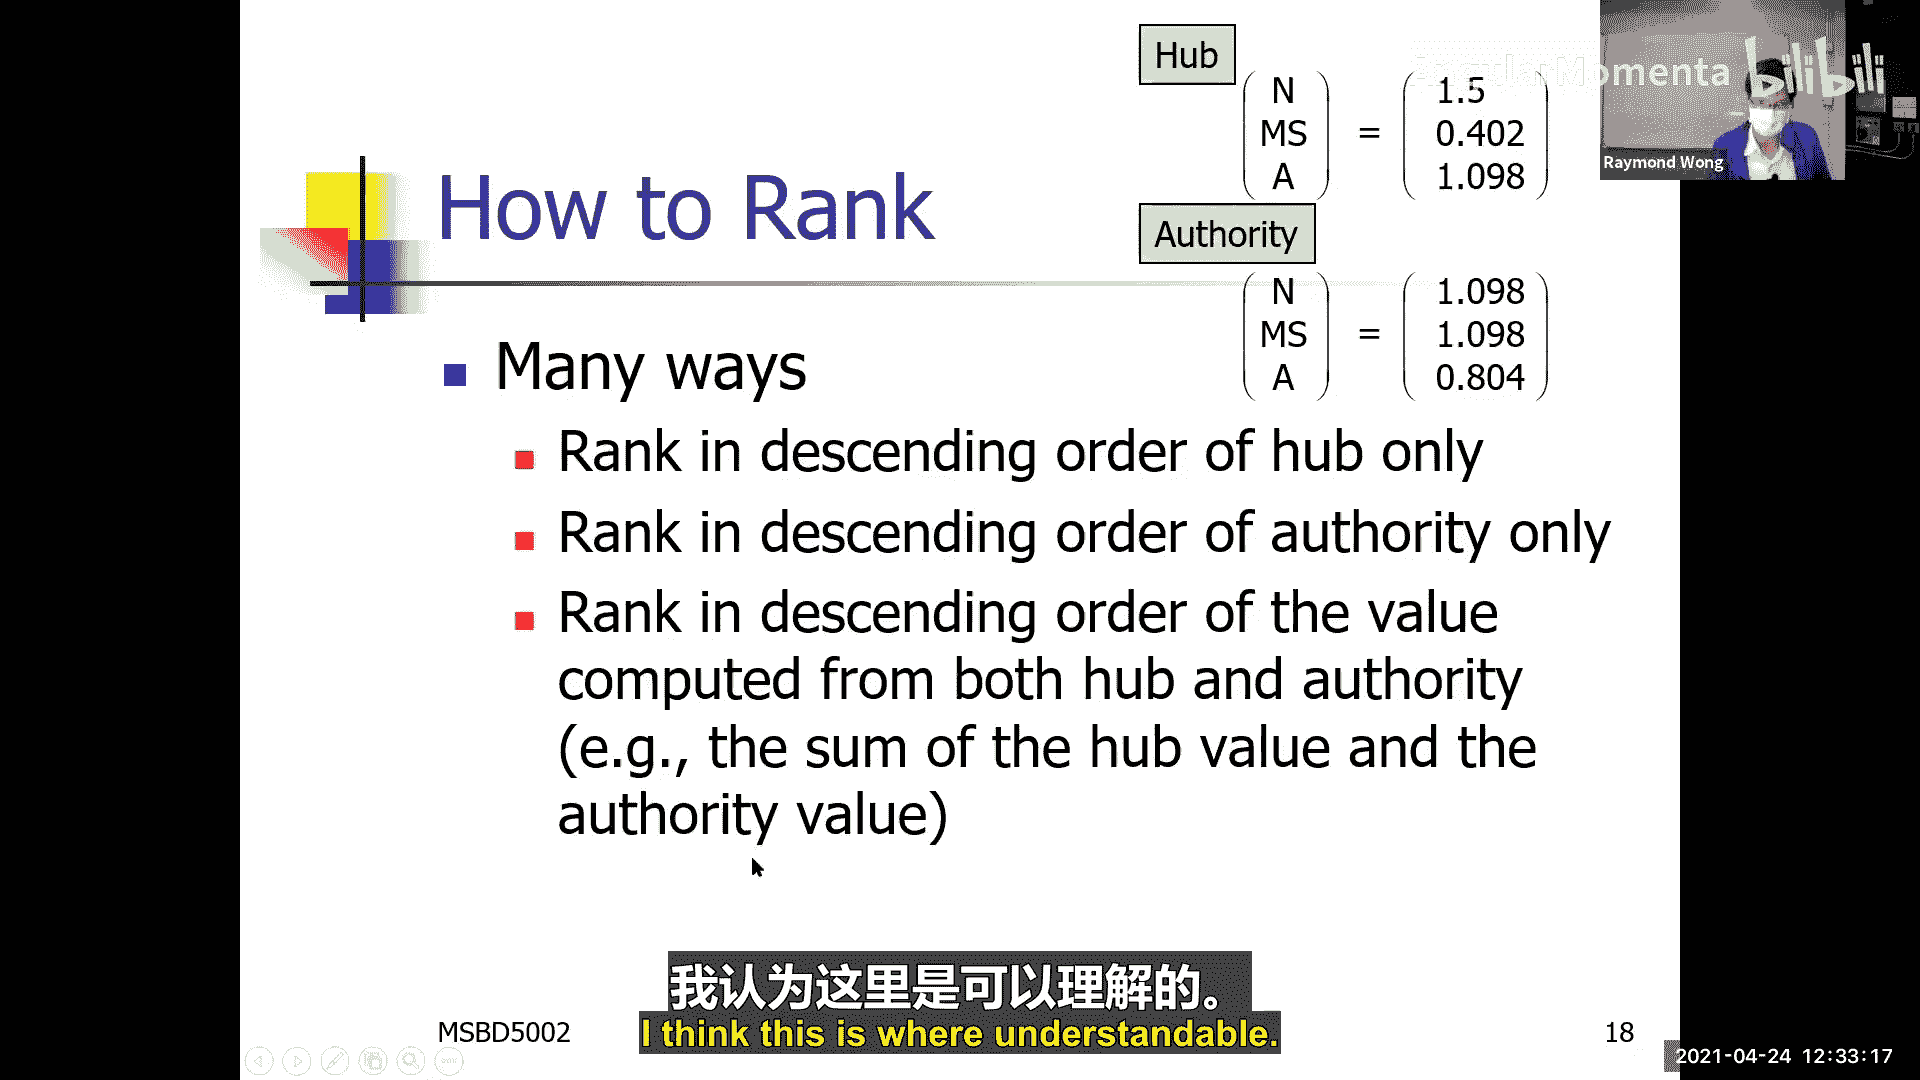 Hub
N
MS
A
=
1.5
0.402
1.098
Momenta
bilibili
Raymond Wong
How to Rank
Authority
N
MS
A
=
1.098
1.098
0.804
Many ways
Rank in descending order of hub only
Rank in descending order of authority only
Rank in descending order of the value
computed from both hub and authority
(e.g., the sum of the hub value and the
authority value)
我认为这里是可以理解的。
I think this is where understandable.
MSBD5002
18
2021-04-24 12:33:17